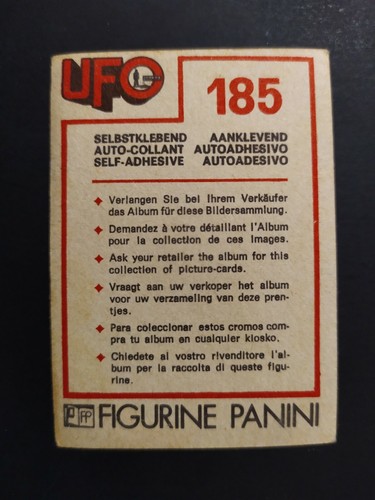 UFO
185
SELBSTKLEBEND AANKLEVEND
AUTO-COLLANT AUTOADHESIVO
SELF-ADHESIVE AUTOADESIVO
Verlangen Sie bei Ihrem Verkäufer
das Album für diese Bildersammlung.
Demandez à votre détaillant l'Album
pour la collection de ces images.
Ask your retailer the album for this
collection of picture-cards.
Vraagt aan uw verkoper het album
voor uw verzameling van deze pren-
tjes.
Para coleccionar estos cromos com-
pra tu album en cualquier kiosko.
Chiedete al vostro rivenditore l'al-
bum per la raccolta di queste figu-
rine.
FIGURINE PANINI